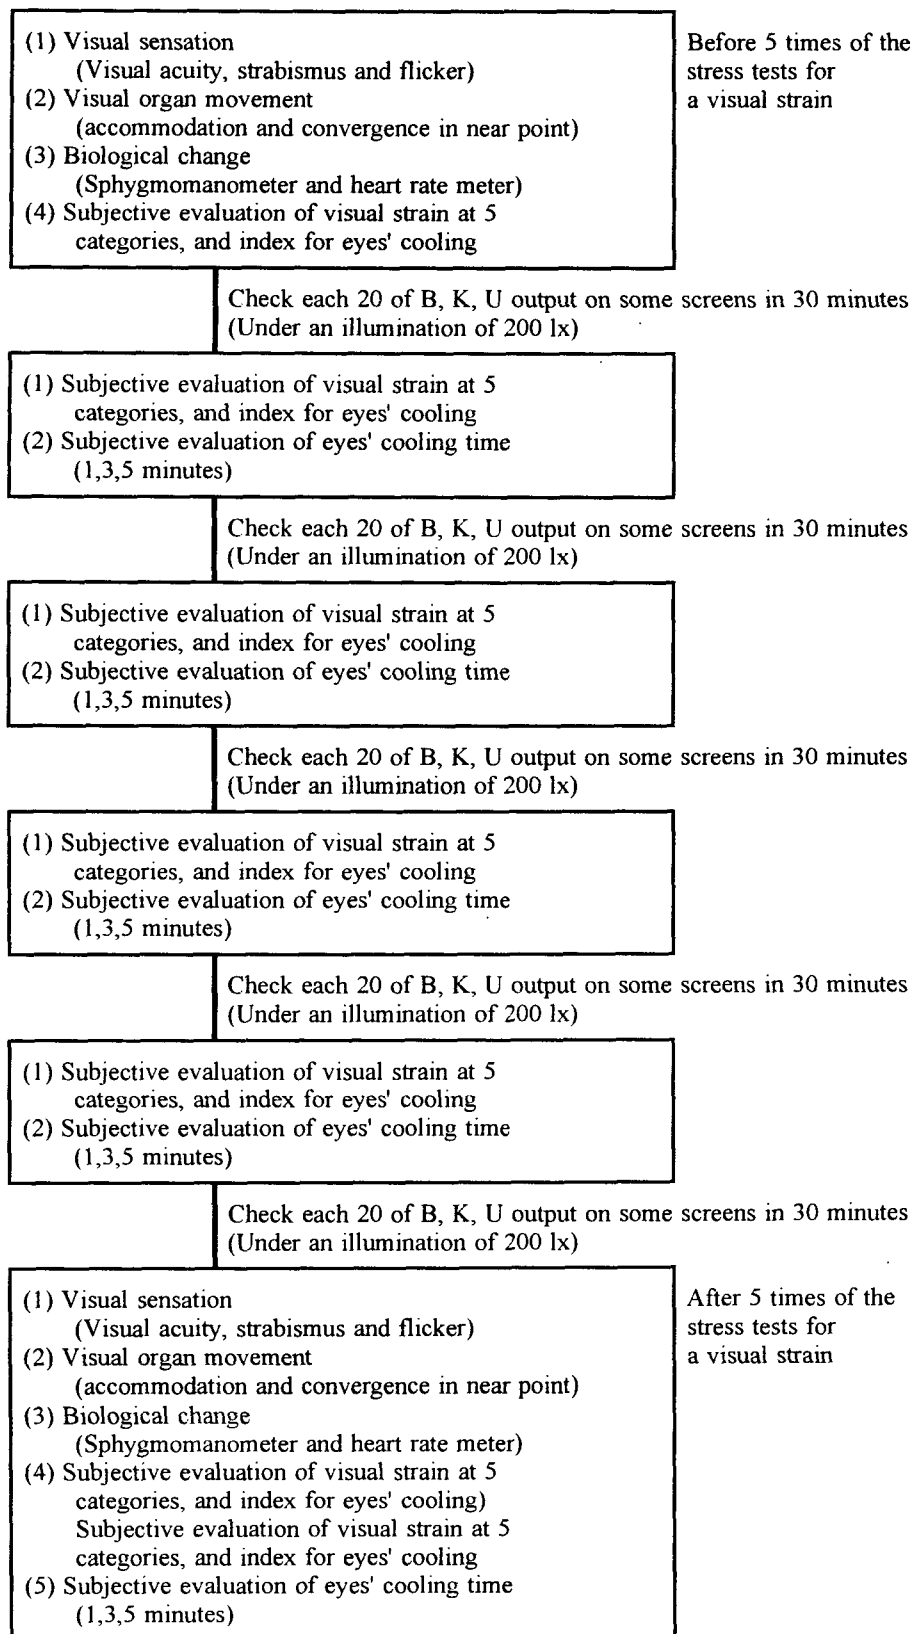 (1) Visual sensation
(Visual acuity, strabismus and flicker)
(2) Visual organ movement
(accommodation and convergence in near point)
(3) Biological change
(Sphygmomanometer and heart rate meter)
(4) Subjective evaluation of visual strain at 5
categories, and index for eyes' cooling
Before 5 times of the
stress tests for
a visual strain
Check each 20 of B, K, U output on some screens in 30 minutes
(Under an illumination of 200 lx)
(1) Subjective evaluation of visual strain at 5
categories, and index for eyes' cooling
(2) Subjective evaluation of eyes' cooling time
(1,3,5 minutes)
Check each 20 of B, K, U output on some screens in 30 minutes
(Under an illumination of 200 lx)
(1) Subjective evaluation of visual strain at 5
categories, and index for eyes' cooling
(2) Subjective evaluation of eyes' cooling time
(1,3,5 minutes)
Check each 20 of B, K, U output on some screens in 30 minutes
(Under an illumination of 200 lx)
(1) Subjective evaluation of visual strain at 5
categories, and index for eyes' cooling
(2) Subjective evaluation of eyes' cooling time
(1,3,5 minutes)
Check each 20 of B, K, U output on some screens in 30 minutes
(Under an illumination of 200 lx)
(1) Subjective evaluation of visual strain at 5
categories, and index for eyes' cooling
(2) Subjective evaluation of eyes' cooling time
(1,3,5 minutes)
Check each 20 of B, K, U output on some screens in 30 minutes
(Under an illumination of 200 lx)
(1) Visual sensation
(Visual acuity, strabismus and flicker)
(2) Visual organ movement
(accommodation and convergence in near point)
(3) Biological change
(Sphygmomanometer and heart rate meter)
(4) Subjective evaluation of visual strain at 5
categories, and index for eyes' cooling)
Subjective evaluation of visual strain at 5
categories, and index for eyes' cooling
(5) Subjective evaluation of eyes' cooling time
(1,3,5 minutes)
After 5 times of the
stress tests for
a visual strain